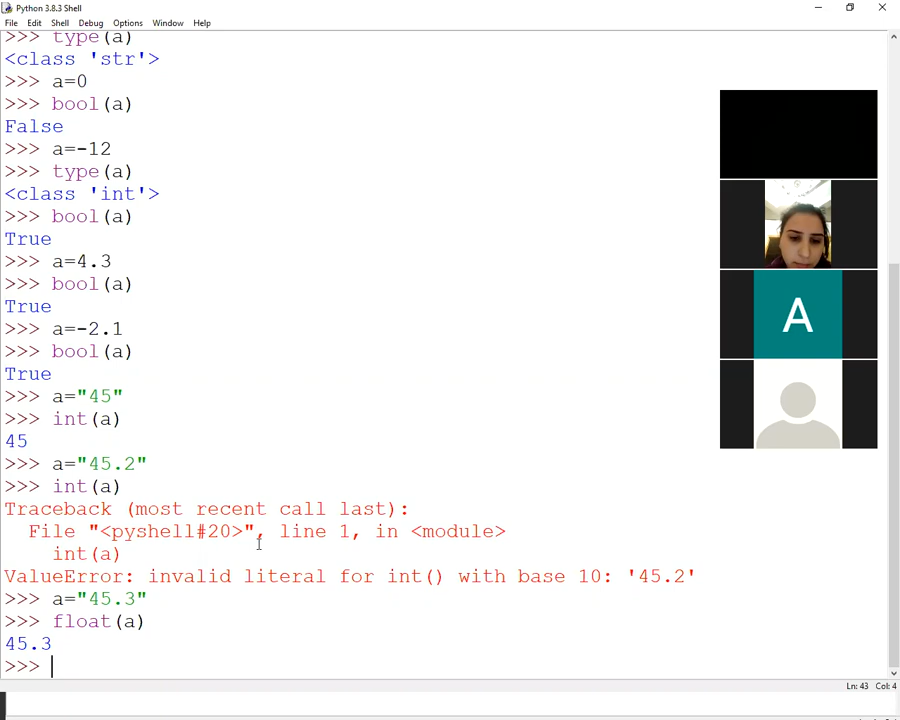 Python 3.8.3 Shell
File Edit Shell Debug Options Window Help
>>> type(a)
<class 'str'>
>>> a=0
>>> bool(a)
False
>>> a=-12
>>> type(a)
<class 'int'>
>>> bool(a)
True
>>> a=4.3
>>> bool(a)
True
>>> a=-2.1
>>> bool(a)
True
>>> a="45"
>>> int(a)
45
>>> a="45.2"
>>> int(a)
Traceback (most recent call last):
  File "<pyshell#20>", line 1, in <module>
    int(a)
ValueError: invalid literal for int() with base 10: '45.2'
>>> a="45.3"
>>> float(a)
45.3
>>>
A
Ln: 43 Col: 4